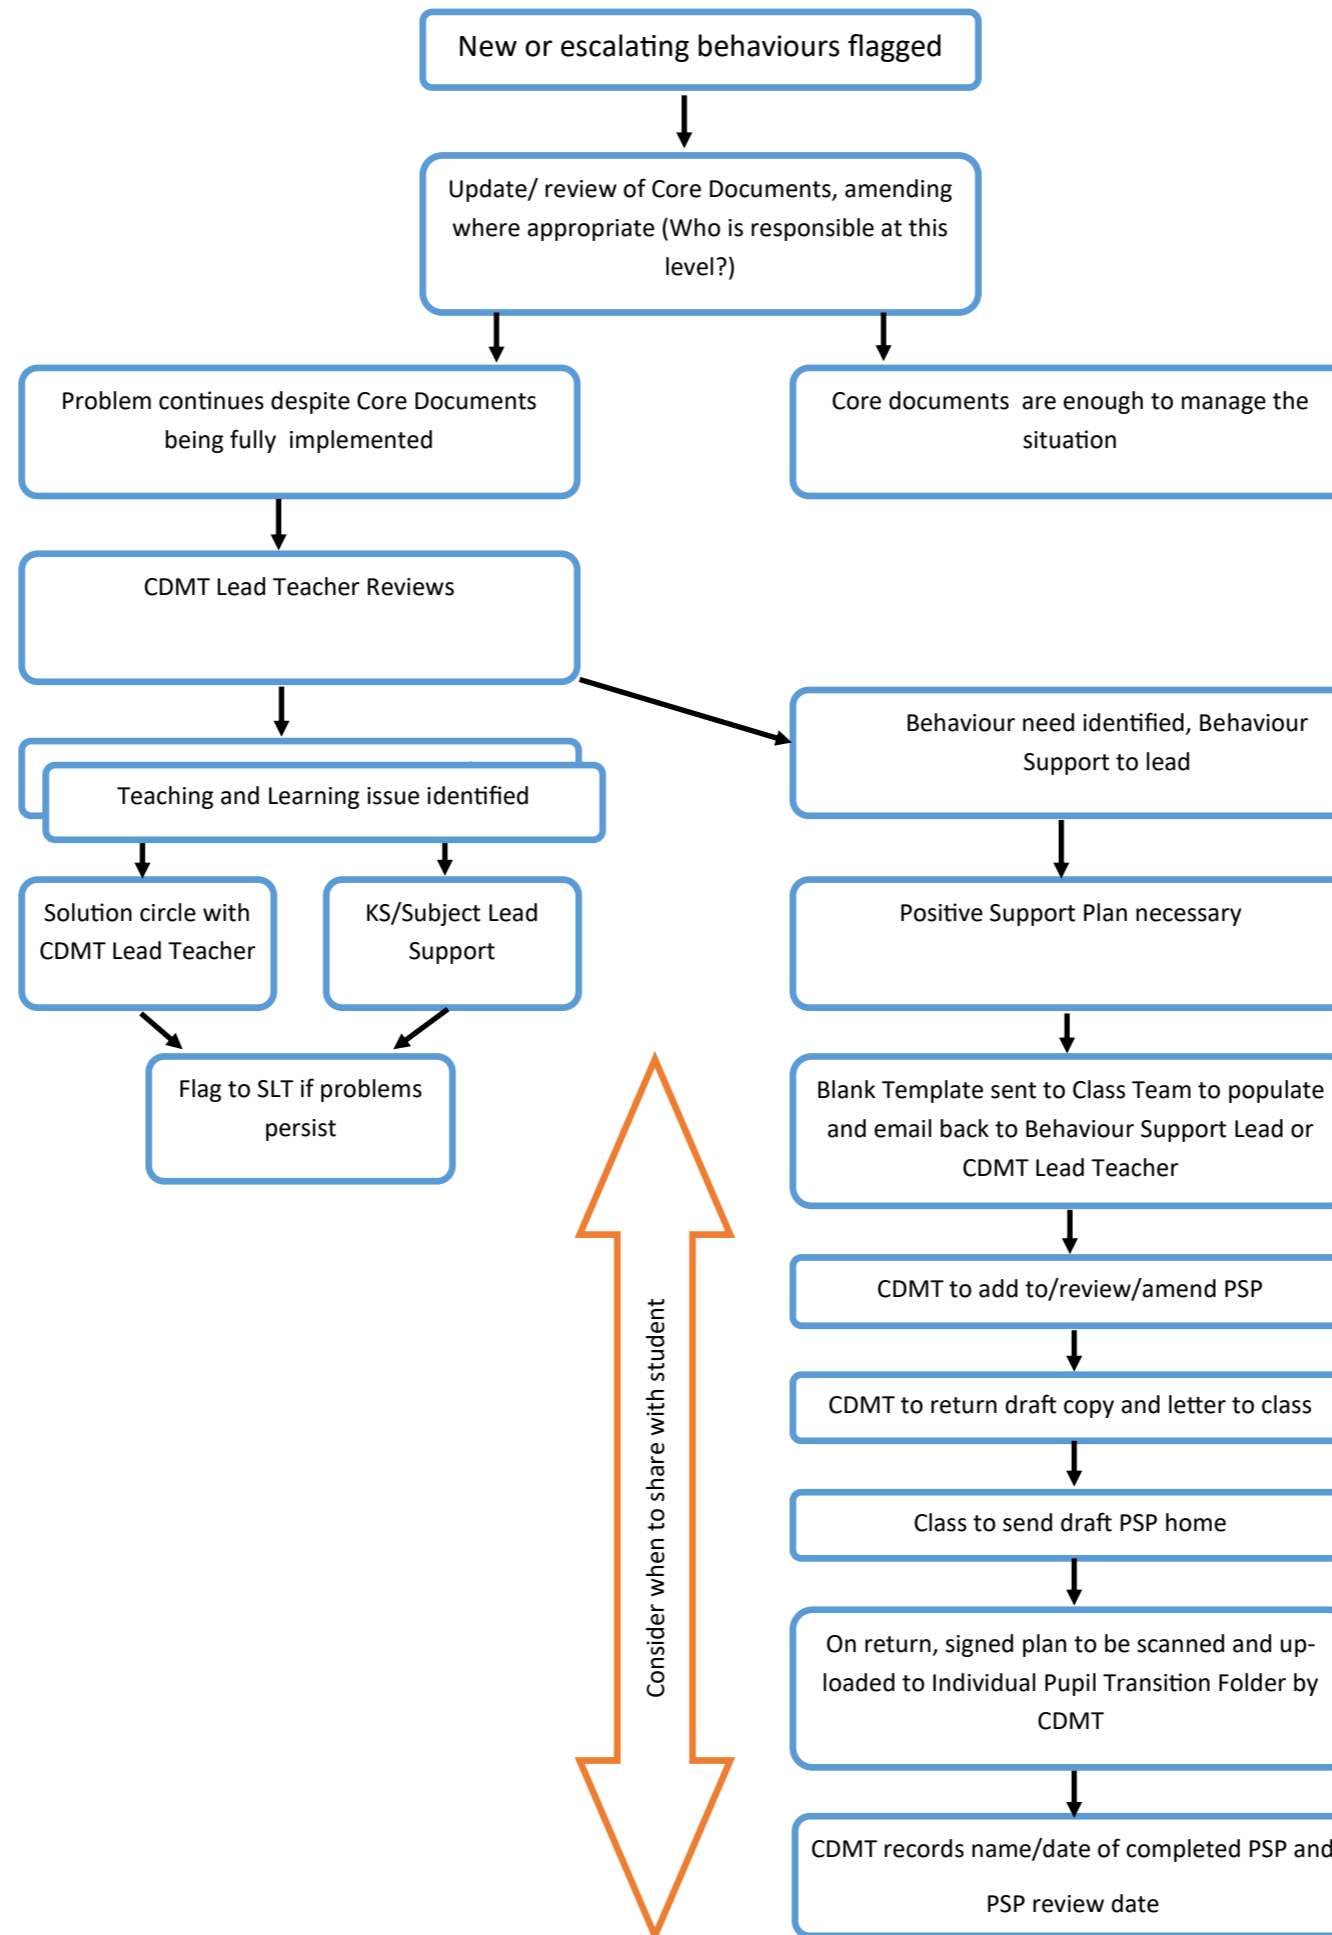 New or escalating behaviours flagged
Update/ review of Core Documents, amending
where appropriate (Who is responsible at this
level?)
Problem continues despite Core Documents
being fully  implemented
Core documents  are enough to manage the
situation
CDMT Lead Teacher Reviews
Behaviour need identified, Behaviour
Support to lead
Teaching and Learning issue identified
Solution circle with
CDMT Lead Teacher
KS/Subject Lead
Support
Positive Support Plan necessary
Flag to SLT if problems
persist
Blank Template sent to Class Team to populate
and email back to Behaviour Support Lead or
CDMT Lead Teacher
CDMT to add to/review/amend PSP
CDMT to return draft copy and letter to class
Class to send draft PSP home
Consider when to share with student
On return, signed plan to be scanned and up-
loaded to Individual Pupil Transition Folder by
CDMT
CDMT records name/date of completed PSP and
PSP review date